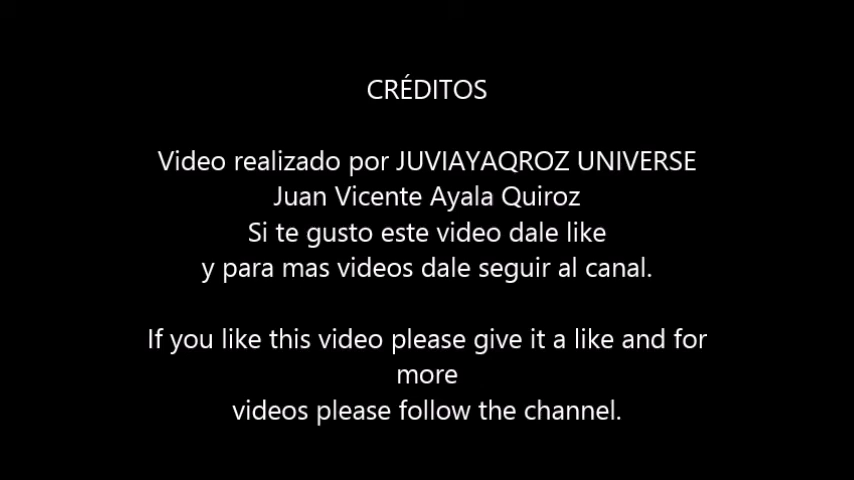 CRÉDITOS
Video realizado por JUVIAYAQROZ UNIVERSE
Juan Vicente Ayala Quiroz
Si te gusto este video dale like
y para mas videos dale seguir al canal.
If you like this video please give it a like and for
more
videos please follow the channel.